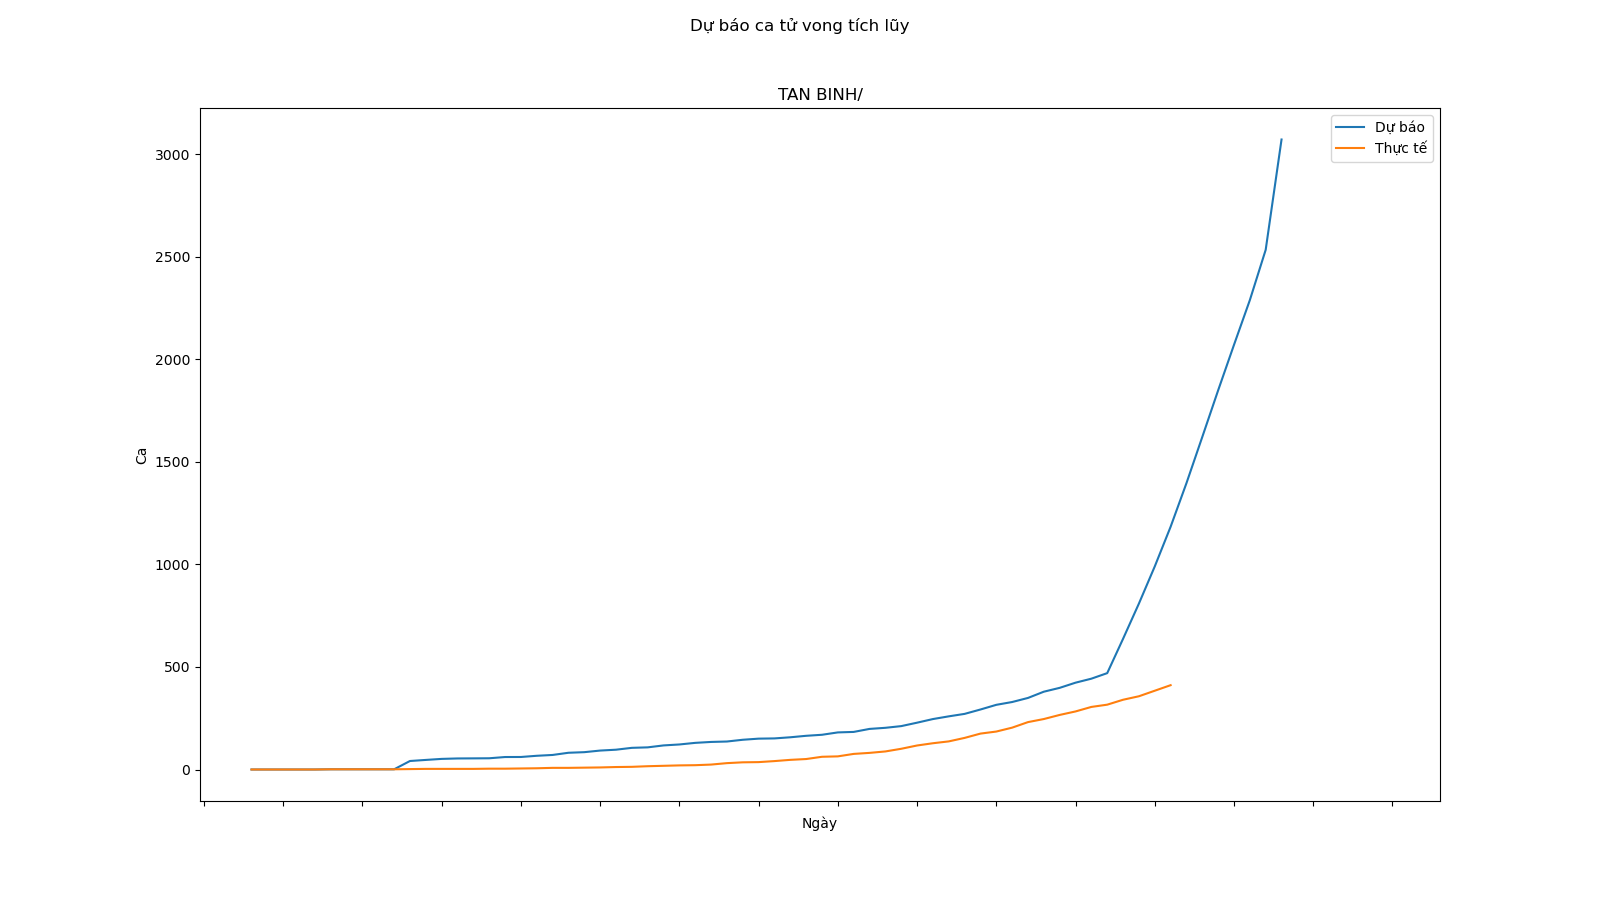 Dự báo ca tử vong tích lũy
TAN BINH/
Dự báo
Thực tế
3000
2500
2000
1500
1000
500
0
Ca
Ngày